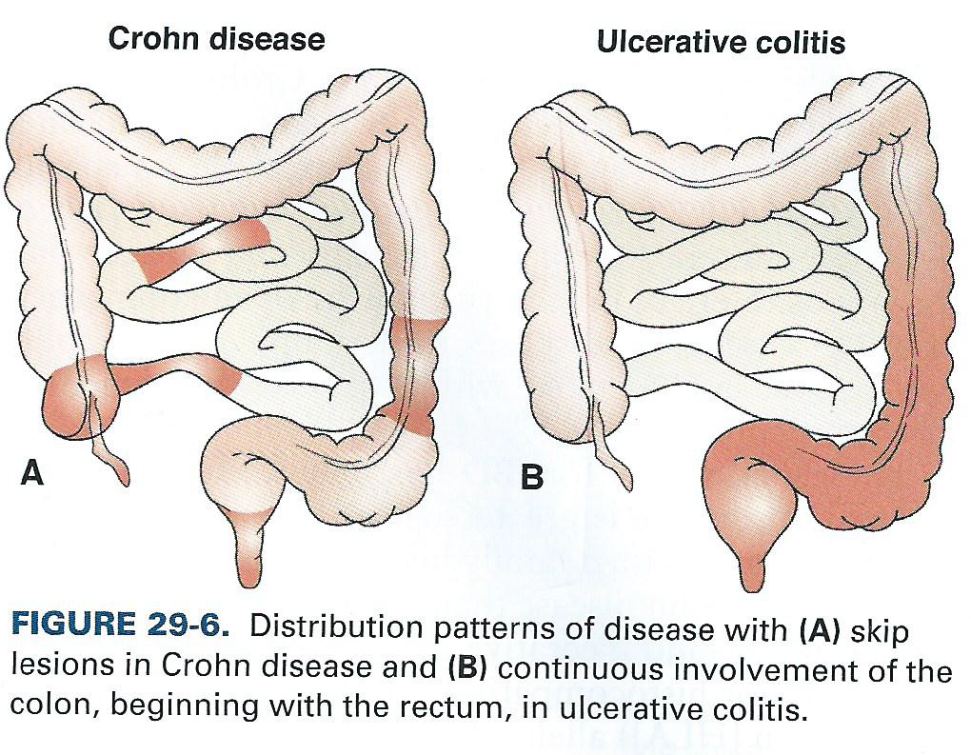 Crohn disease
Ulcerative colitis
A
B
FIGURE 29-6. Distribution patterns of disease with (A) skip
lesions in Crohn disease and (B) continuous involvement of the
colon, beginning with the rectum, in ulcerative colitis.